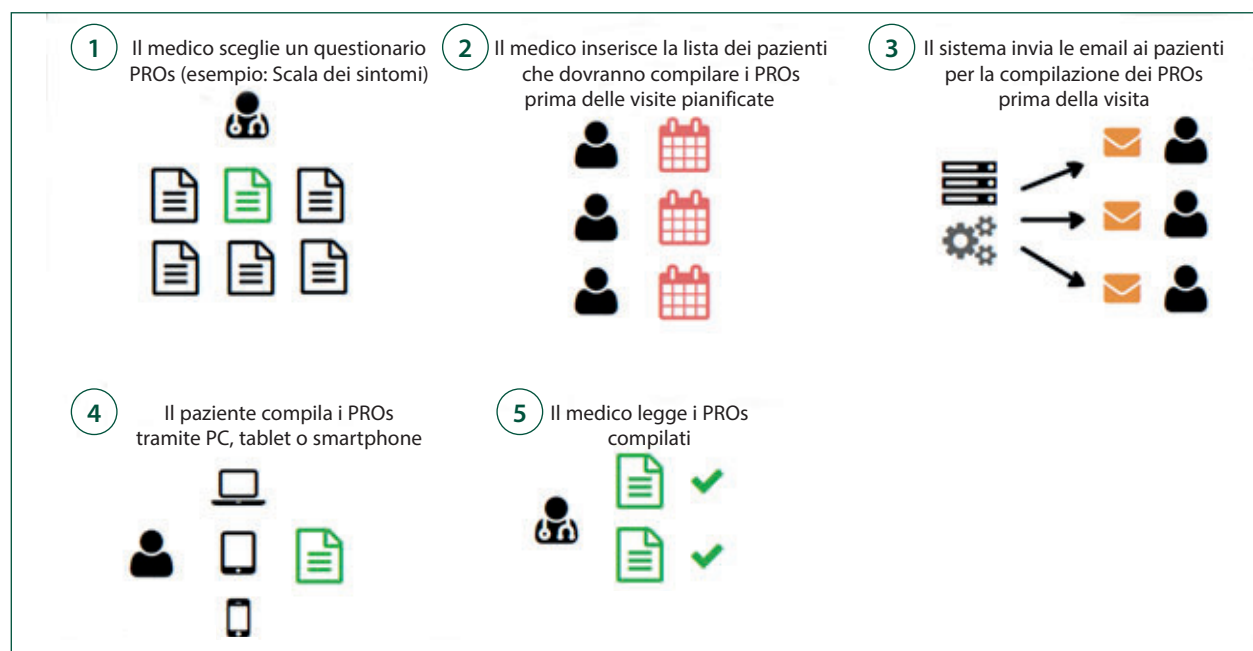 1
Il medico sceglie un questionario
PROs (esempio: Scala dei sintomi)
2
Il medico inserisce la lista dei pazienti
che dovranno compilare i PROs
prima delle visite pianificate
3
Il sistema invia le email ai pazienti
per la compilazione dei PROs
prima della visita
4
Il paziente compila i PROs
tramite PC, tablet o smartphone
5
Il medico legge i PROs
compilati